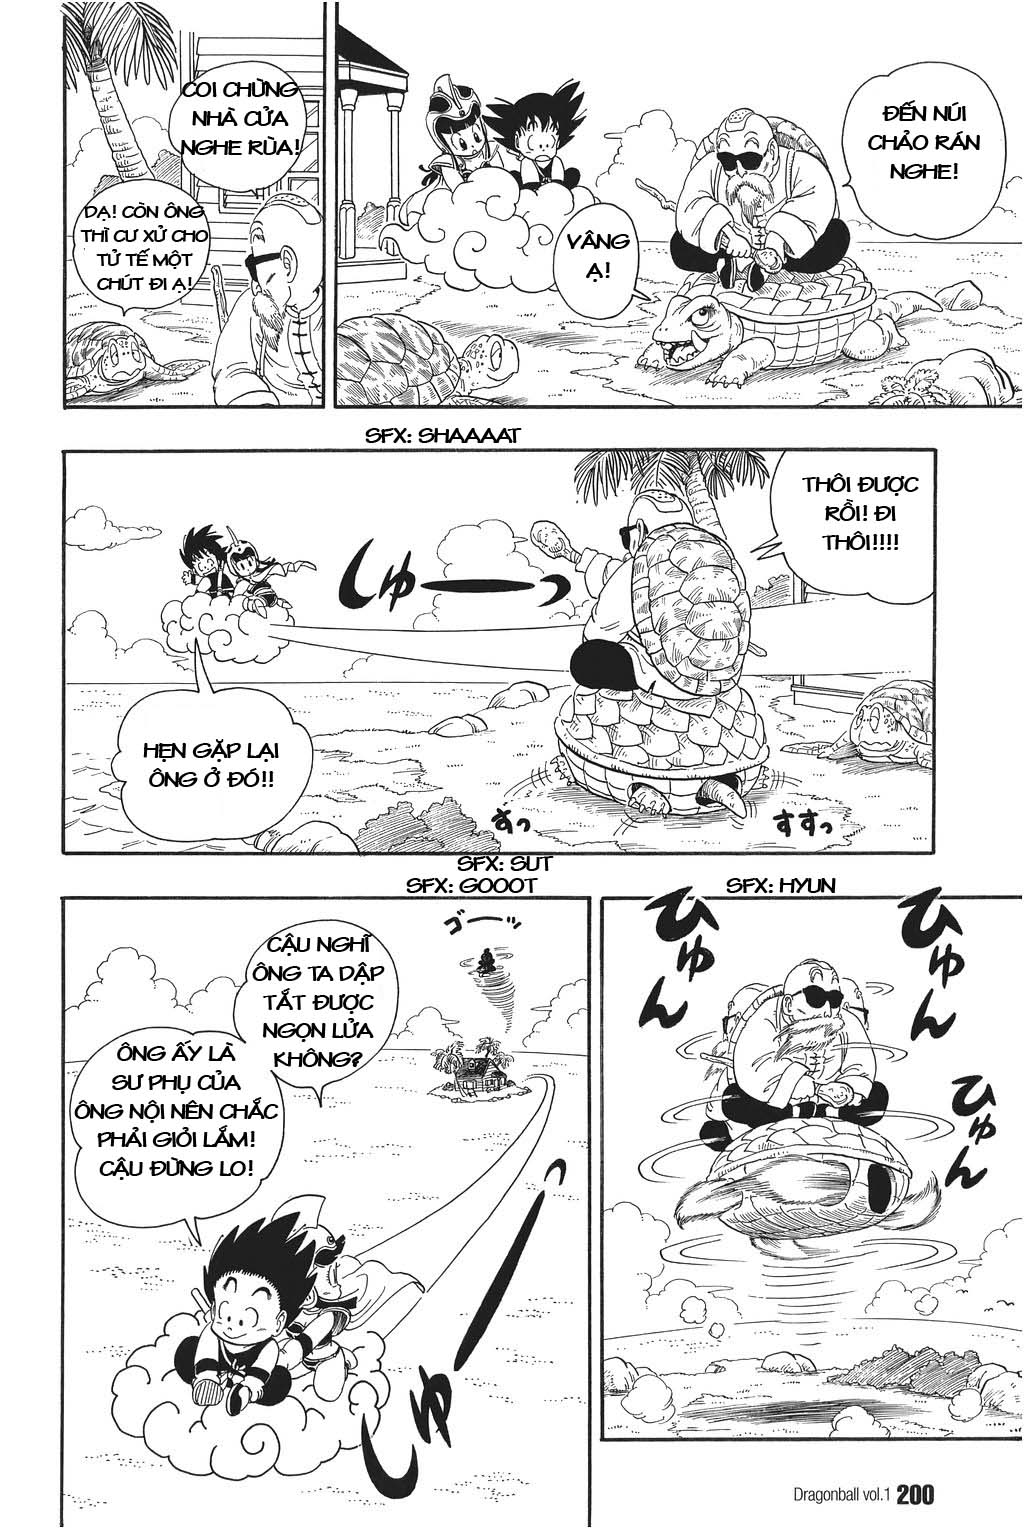 COI CHỪNG
NHÀ CỬA
NGHE RÙA!
DẠ! CÒN ÔNG
THÌ CƯ XỬ CHO
TỬ TẾ MỘT
CHÚT ĐI Ạ!
ĐẾN NÚI
CHẢO RÁN
NGHE!
VÂNG
Ạ!
SFX: SHAAAAT
THÔI ĐƯỢC
RỒI! ĐI
THÔI!!!!
しゅーっ
HẸN GẶP LẠI
ÔNG Ở ĐÓ!!
すっ
すすっ
SFX: SUT
SFX: GOOOT
SFX: HYUN
ゴーッ
CẬU NGHĨ
ÔNG TA DẬP
TẮT ĐƯỢC
NGỌN LỬA
KHÔNG?
ÔNG ẤY LÀ
SƯ PHỤ CỦA
ÔNG NỘI NÊN CHẮC
PHẢI GIỎI LẮM!
CẬU ĐỪNG LO!
しゅーっ
ひゅん
ひゅん
ひゅん
Dragonball vol.1 200